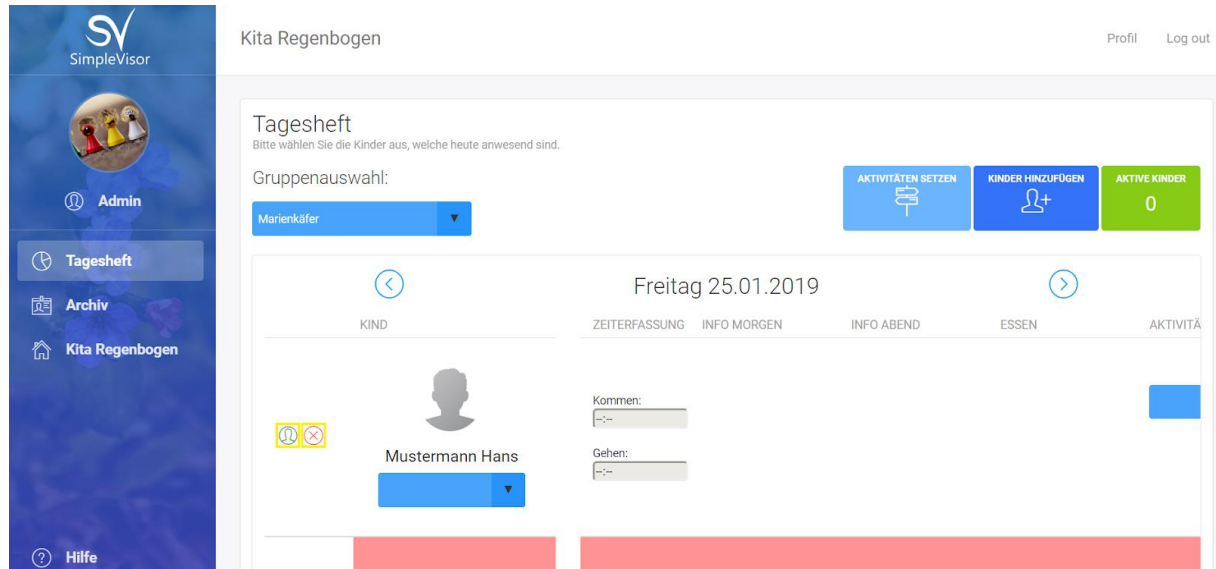 SV
SimpleVisor
Admin
Tagesheft
Archiv
Kita Regenbogen
Hilfe
Kita Regenbogen
Profil Log out
Tagesheft
Bitte wählen Sie die Kinder aus, welche heute anwesend sind.
Gruppenauswahl:
Marienkäfer
AKTIVITÄTEN SETZEN
KINDER HINZUFÜGEN
AKTIVE KINDER
0
Freitag 25.01.2019
KIND ZEITERFASSUNG INFO MORGEN INFO ABEND ESSEN AKTIVITÄ
Mustermann Hans
Kommen:
--:--
Gehen:
--:--